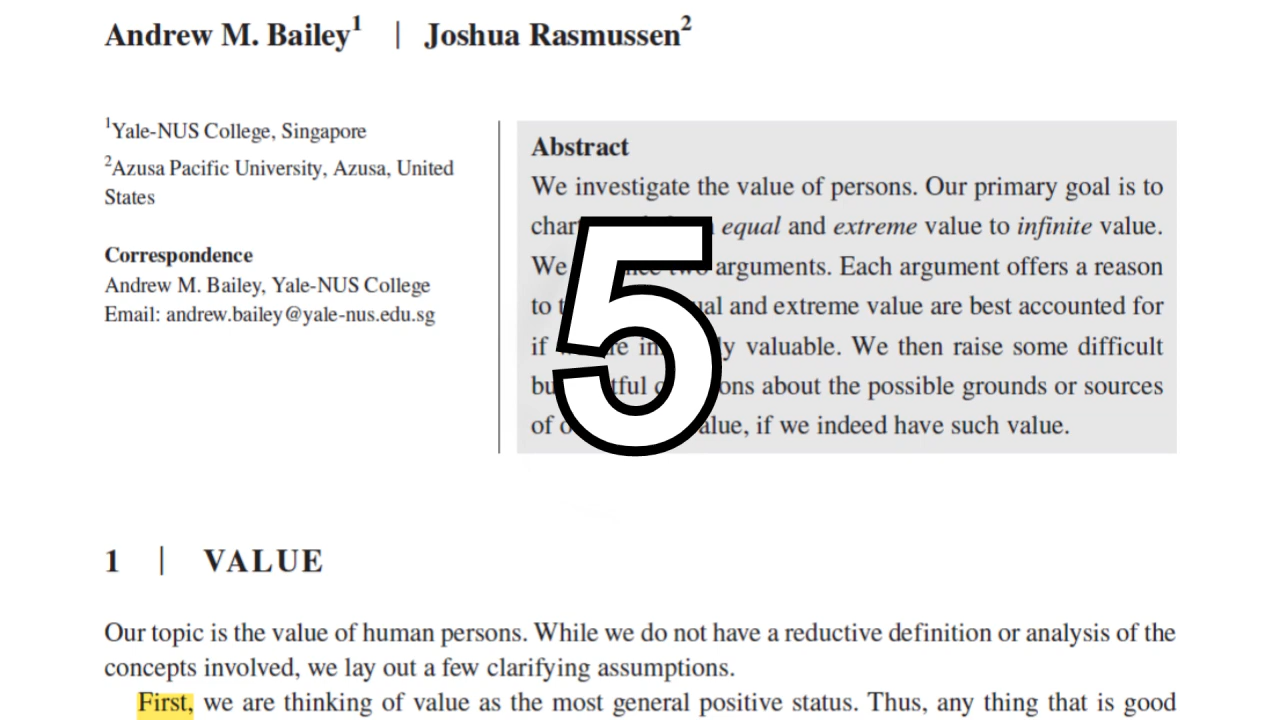 Andrew M. Bailey1 | Joshua Rasmussen2
1Yale-NUS College, Singapore
2Azusa Pacific University, Azusa, United
States
Correspondence
Andrew M. Bailey, Yale-NUS College
Email: andrew.bailey@yale-nus.edu.sg
Abstract
We investigate the value of persons. Our primary goal is to
equal and extreme value to infinite value.
We arguments. Each argument offers a reason
to and extreme value are best accounted for
if valuable. We then raise some difficult
about the possible grounds or sources
of if we indeed have such value.
5
1 | VALUE
Our topic is the value of human persons. While we do not have a reductive definition or analysis of the
concepts involved, we lay out a few clarifying assumptions.
First, we are thinking of value as the most general positive status. Thus, any thing that is good